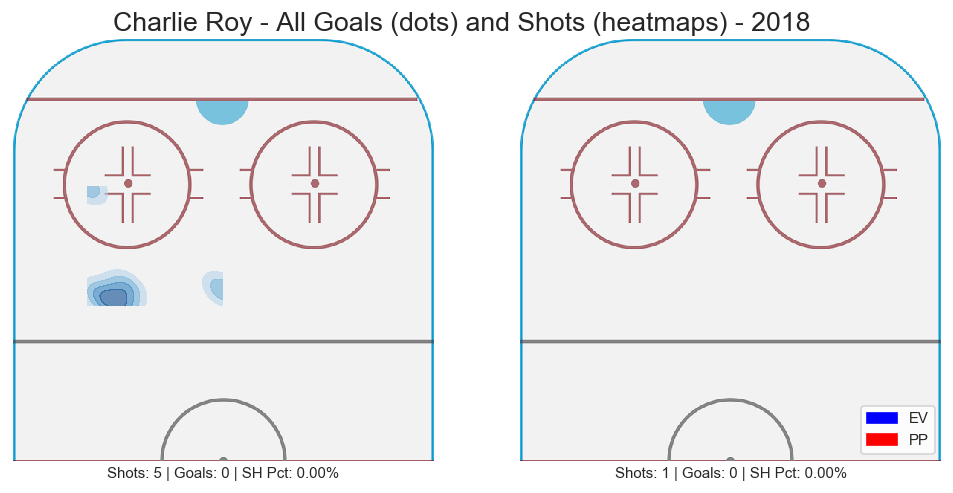 Charlie Roy - All Goals (dots) and Shots (heatmaps) - 2018
EV
PP
Shots: 5 | Goals: 0 | SH Pct: 0.00%
Shots: 1 | Goals: 0 | SH Pct: 0.00%